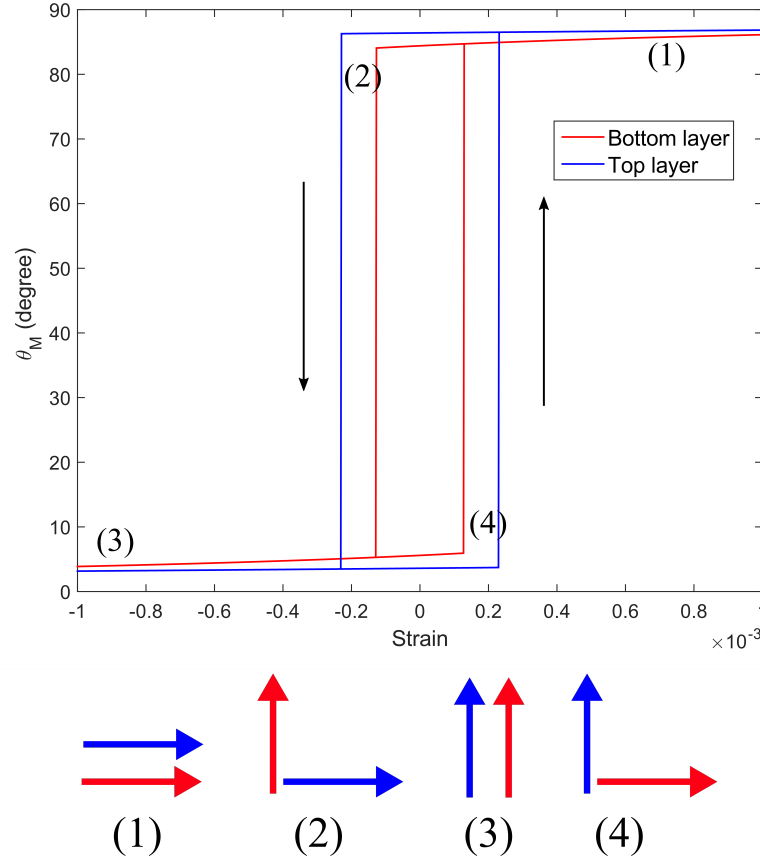 90
(1)
(2)
80
Bottom layer
Top layer
70
60
50
θM (degree)
40
30
20
10
(3)
(4)
0
-1 -0.8 -0.6 -0.4 -0.2 0 0.2 0.4 0.6 0.8 1
Strain
×10-3
(1) (2) (3) (4)